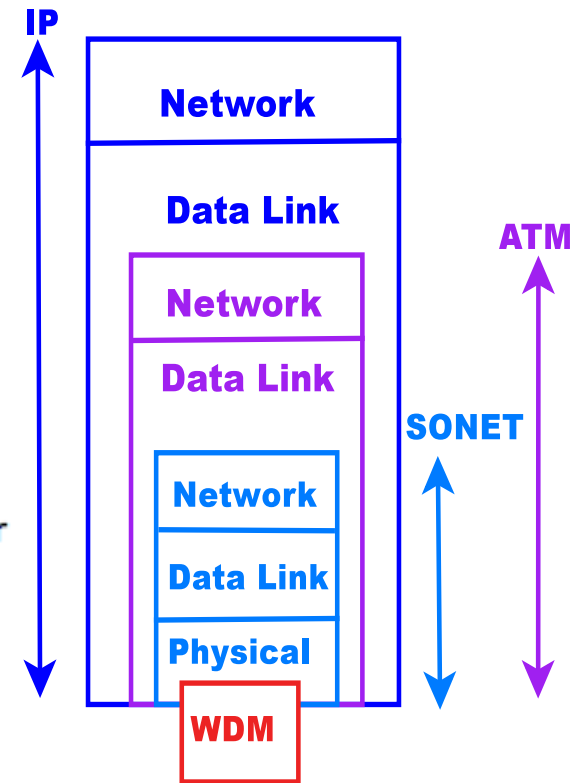 IP
Network
Data Link
ATM
Network
Data Link
SONET
Network
r
Data Link
Physical
WDM